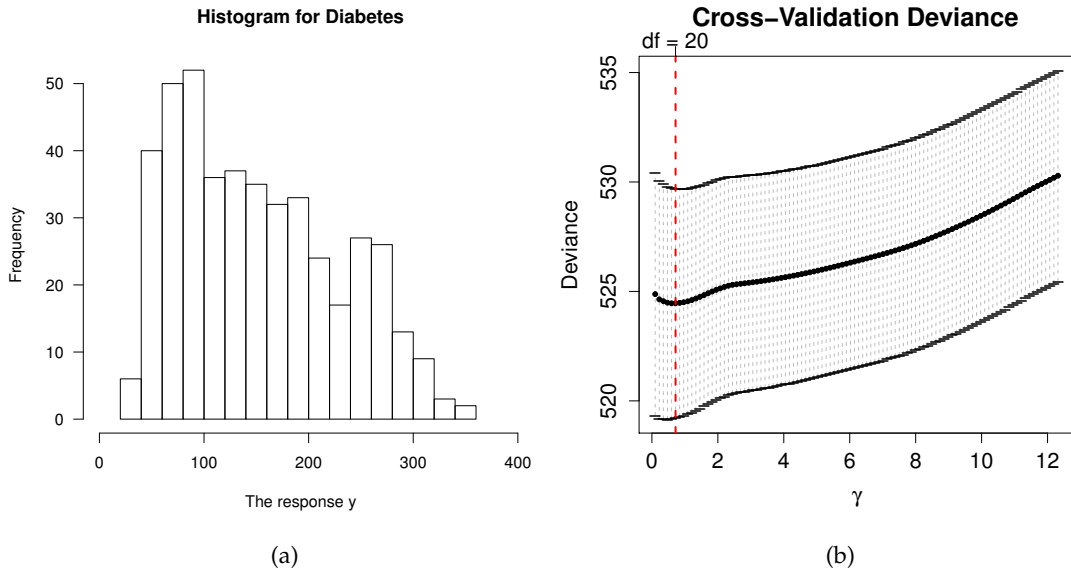 Histogram for Diabetes
Frequency
50
40
30
20
10
0
0 100 200 300 400
The response y
(a)
Cross−Validation Deviance
df = 20
Deviance
535
530
525
520
0 2 4 6 8 10 12
γ
(b)